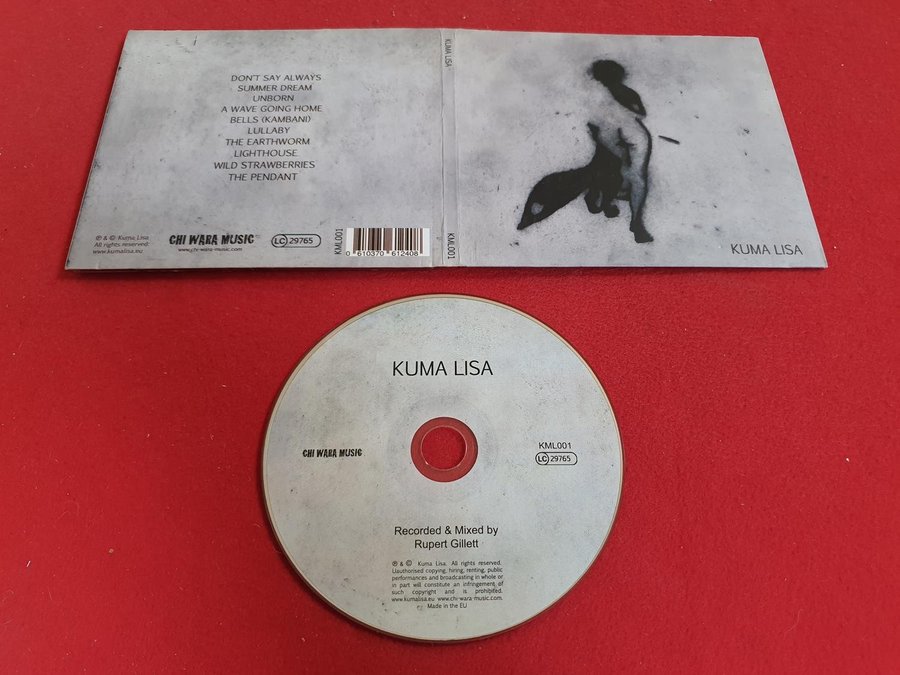 DON'T SAY ALWAYS
SUMMER DREAM
UNBORN
A WAVE GOING HOME
BELLS (KAMBANI)
LULLABY
THE EARTHWORM
LIGHTHOUSE
WILD STRAWBERRIES
THE PENDANT
℗ & © Kuma Lisa
All rights reserved:
www.kumalisa.eu
CHI WARA MUSIC
www.chi-wara-music.com
LC 29765
KML001
0 610370 612408
KUMA LISA
KML001
KUMA LISA
KUMA LISA
CHI WARA MUSIC
KML001
LC 29765
Recorded & Mixed by
Rupert Gillett
℗ & © Kuma Lisa. All rights reserved.
Unauthorised copying, hiring, renting, public
performances and broadcasting in whole or
in part will constitute an infringement of
such copyright and is prohibited.
www.kumalisa.eu www.chi-wara-music.com.
Made in the EU